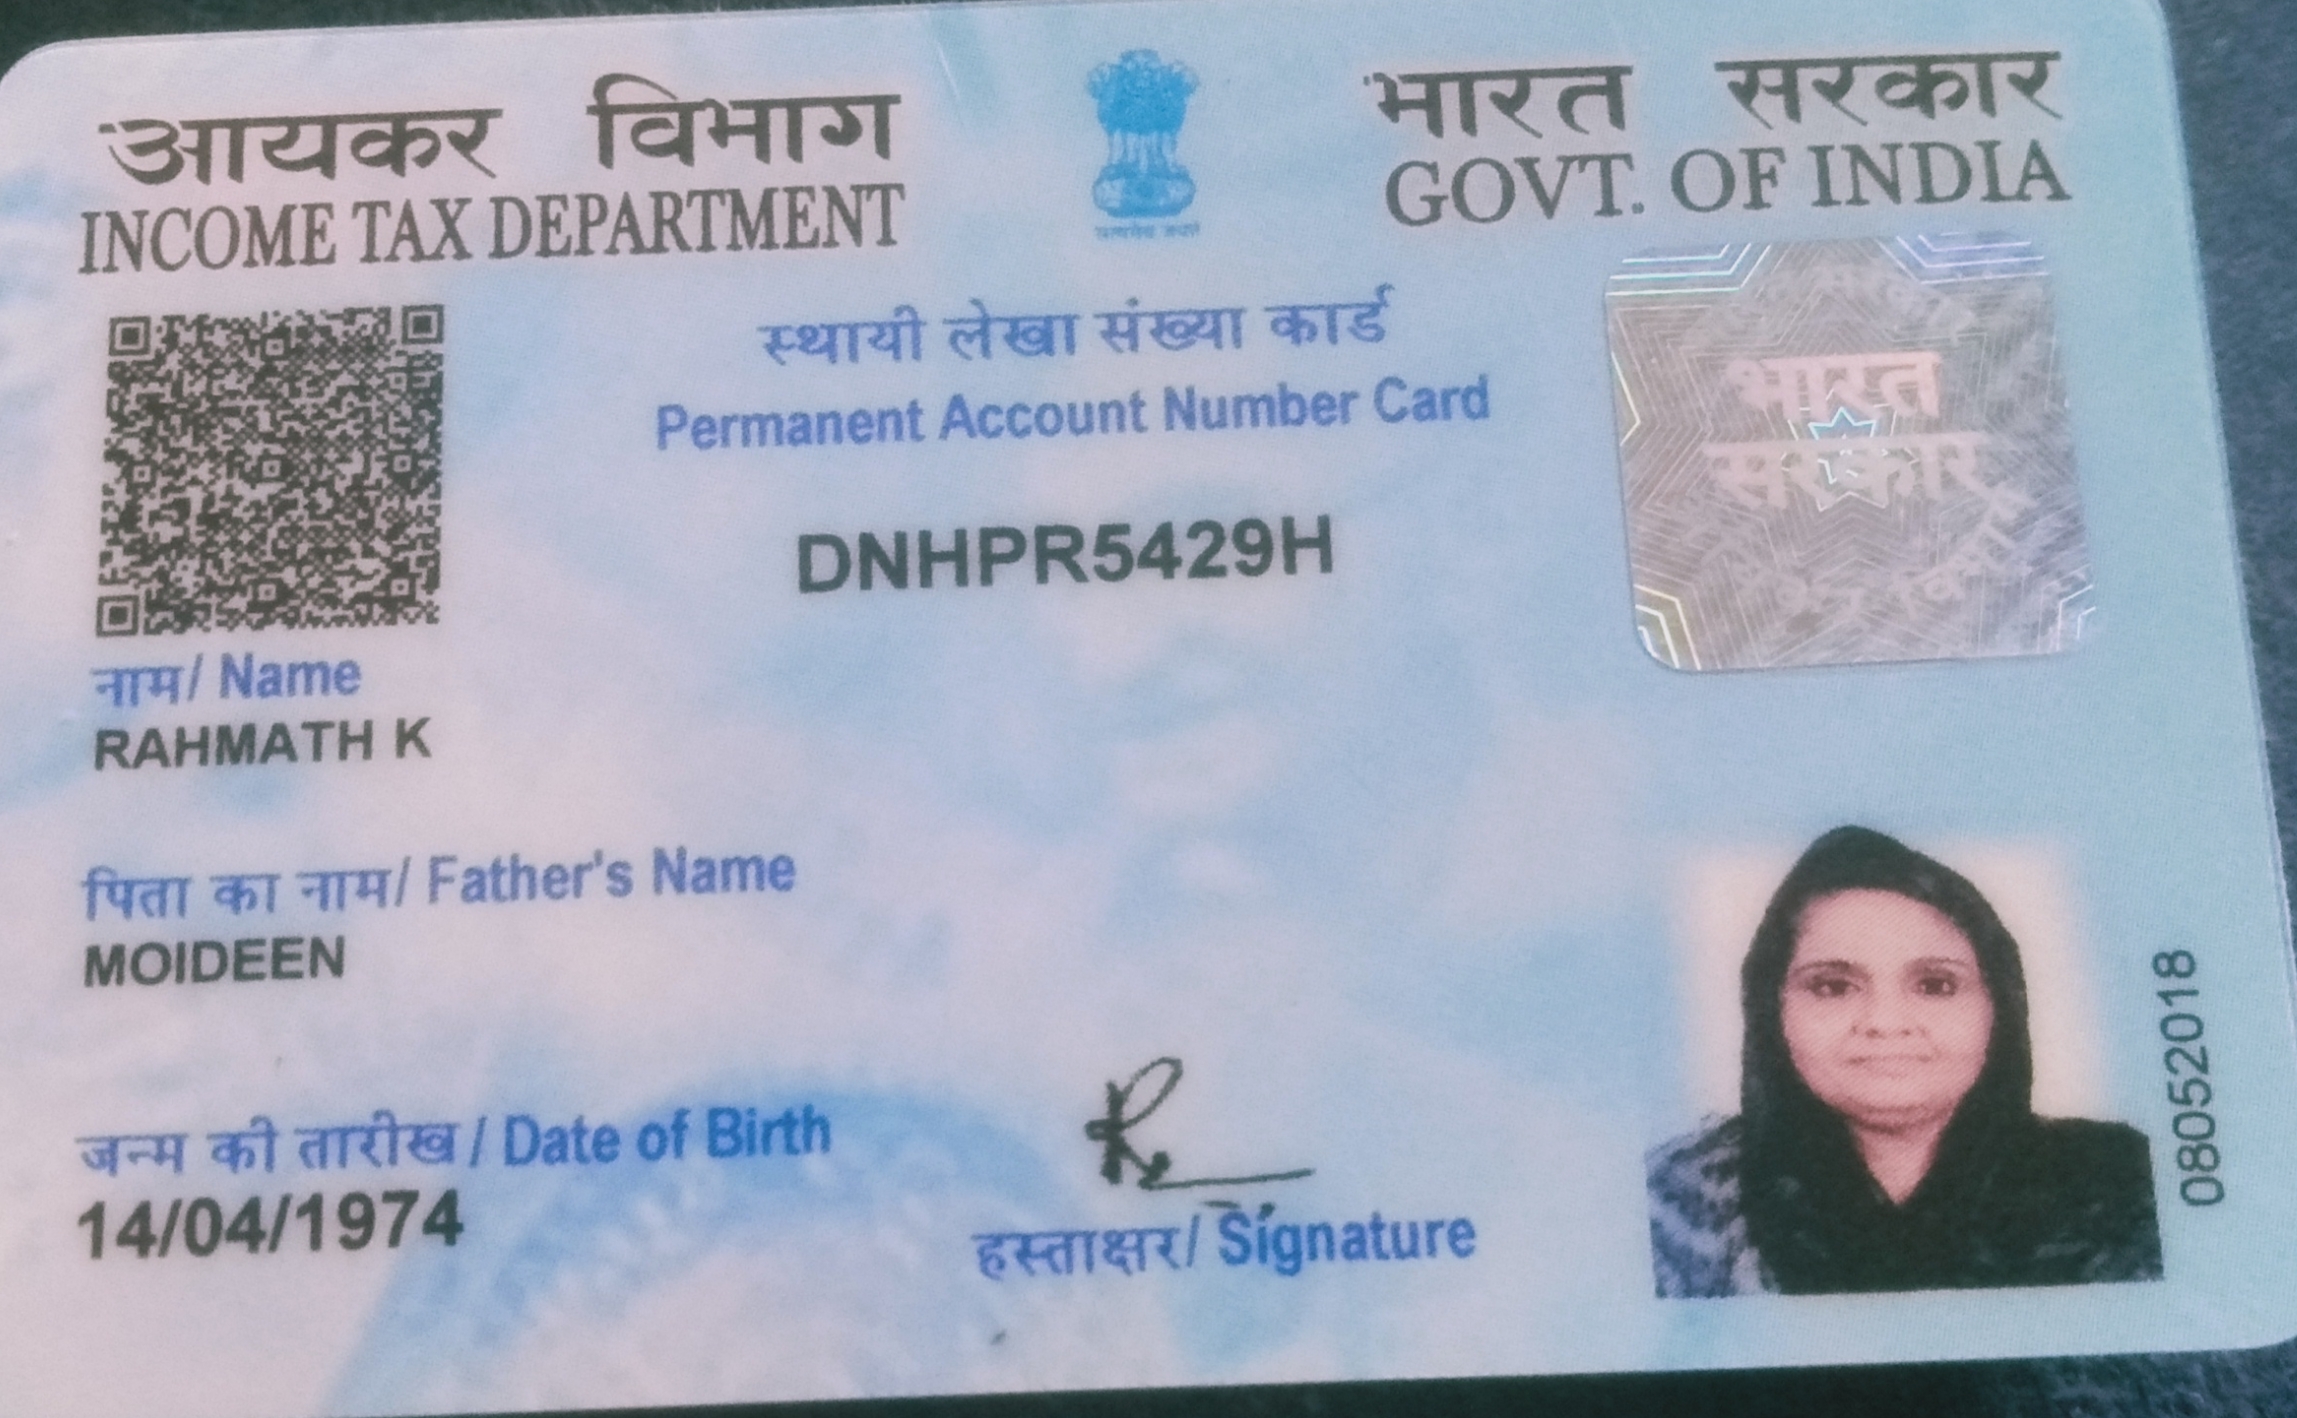 आयकर विभाग
INCOME TAX DEPARTMENT
भारत सरकार
GOVT. OF INDIA
सत्यमेव जयते
स्थायी लेखा संख्या कार्ड
Permanent Account Number Card
DNHPR5429H
भारत
सरकार
नाम/ Name
RAHMATH K
पिता का नाम/ Father's Name
MOIDEEN
जन्म की तारीख / Date of Birth
14/04/1974
हस्ताक्षर/ Signature
08052018